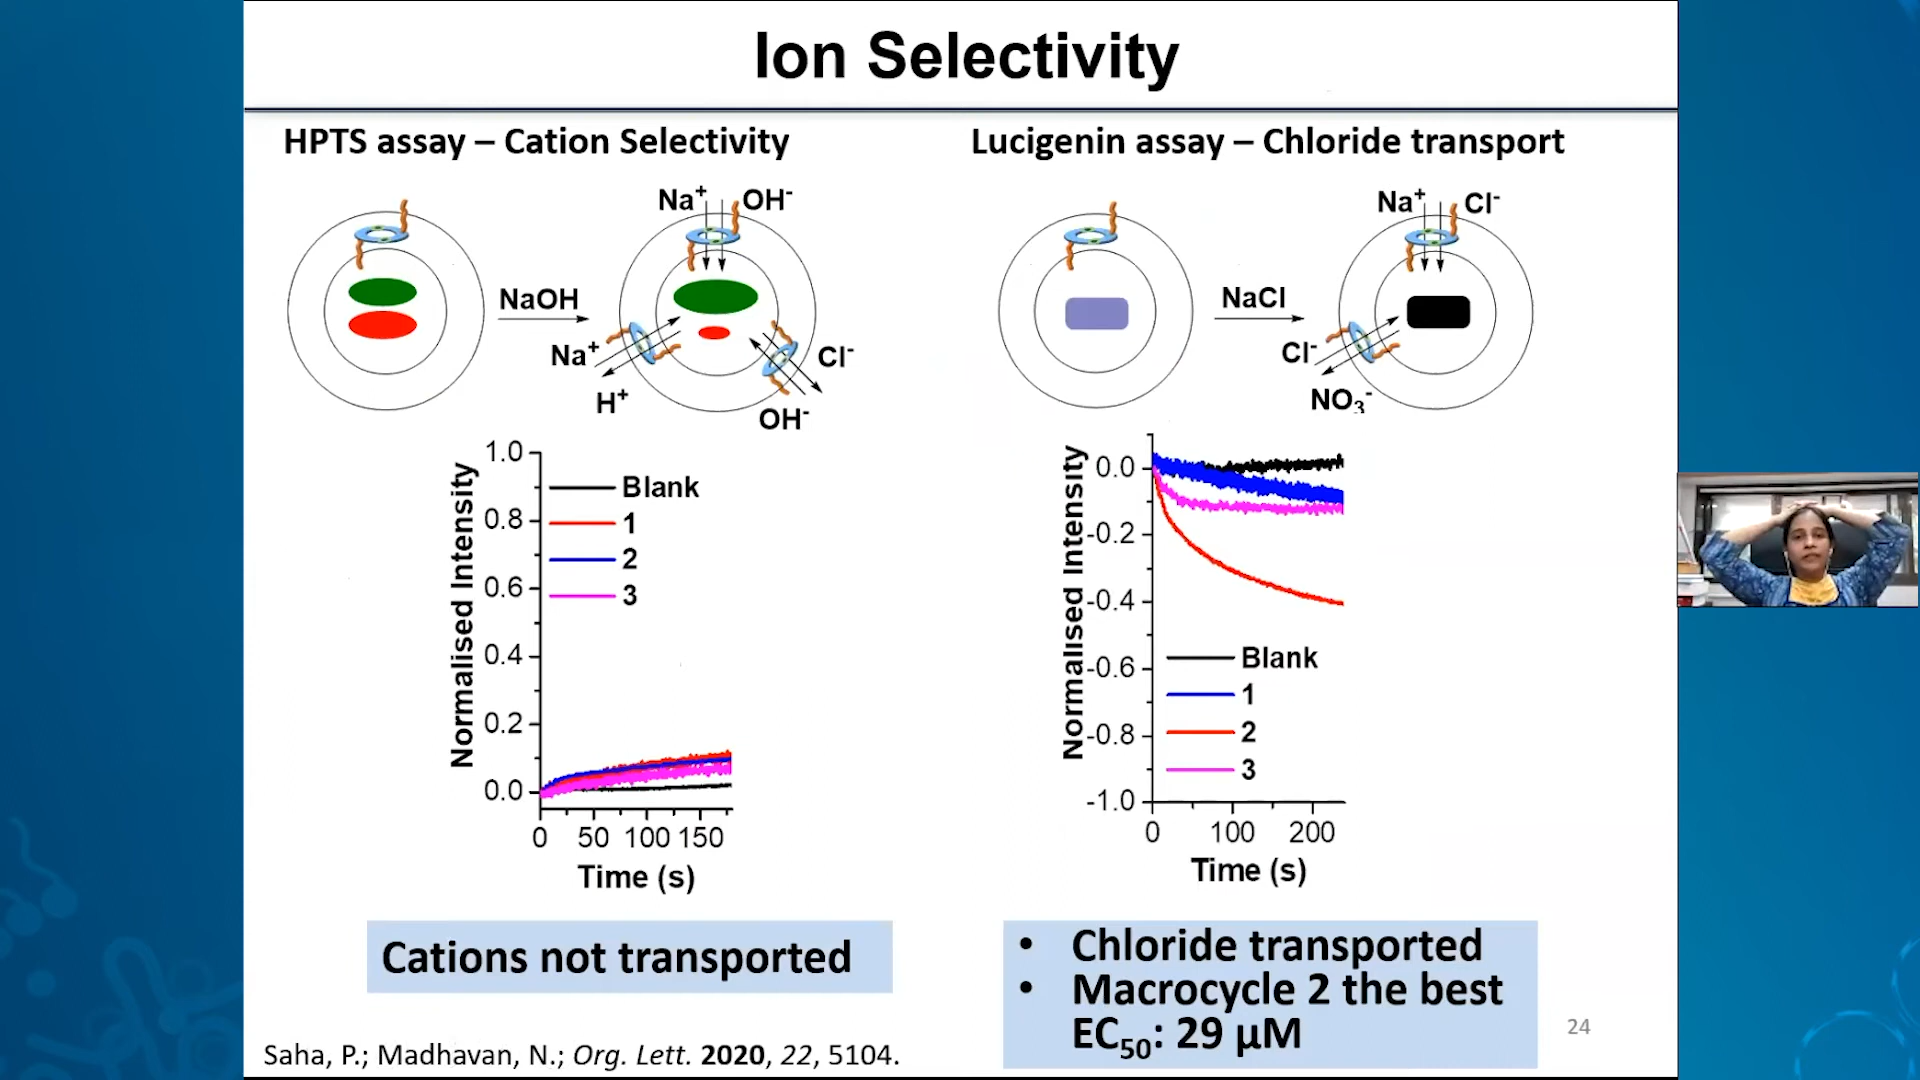 Ion Selectivity
HPTS assay – Cation Selectivity
Na+ OH-
NaOH
Na+
H+
Cl-
OH-
1.0
0.8
0.6
0.4
0.2
0.0
Normalised Intensity
Blank
1
2
3
0 50 100 150
Time (s)
Cations not transported
Lucigenin assay – Chloride transport
Na+ Cl-
NaCl
Cl-
NO3-
0.0
-0.2
-0.4
-0.6
-0.8
-1.0
Normalised Intensity
Blank
1
2
3
0 100 200
Time (s)
• Chloride transported
• Macrocycle 2 the best
EC50: 29 µM
24
Saha, P.; Madhavan, N.; Org. Lett. 2020, 22, 5104.